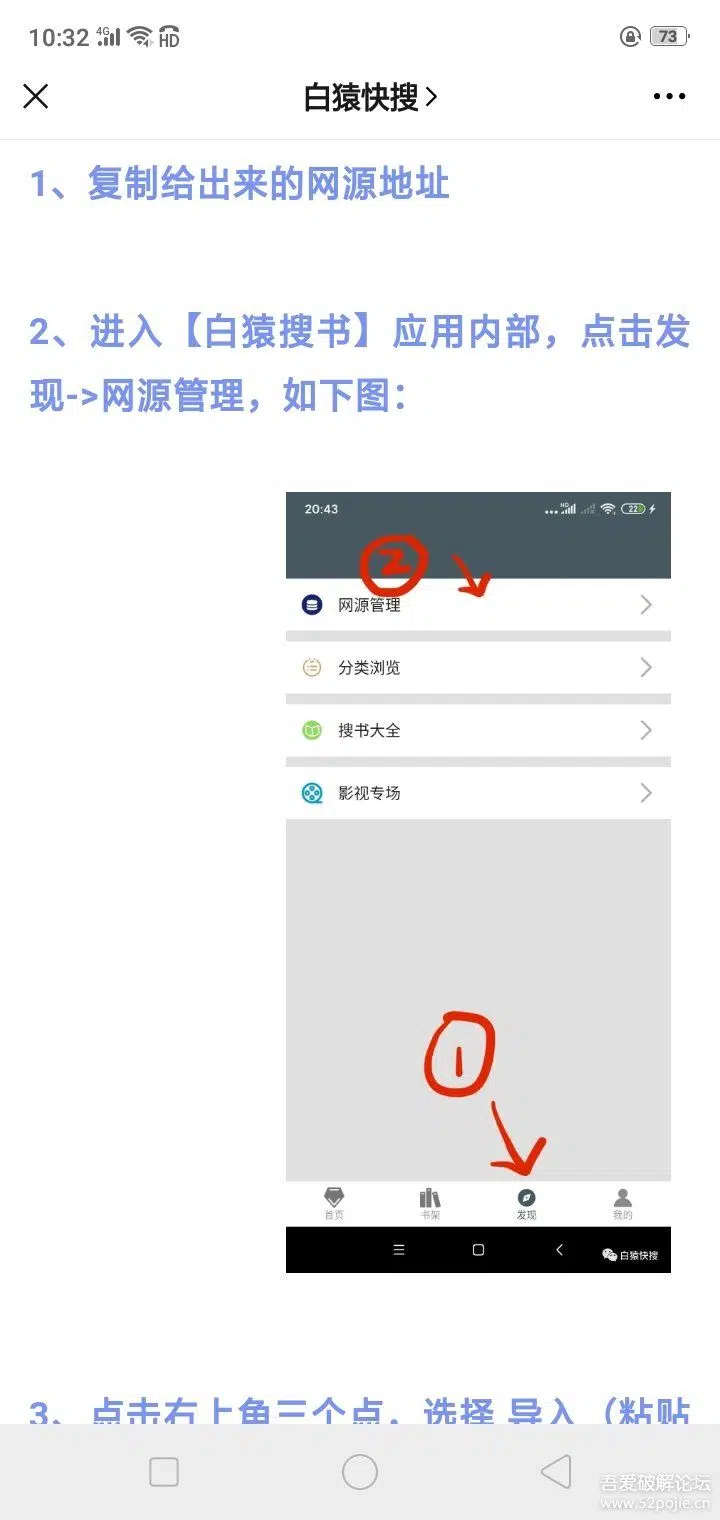 10:32 4G HD 73
白猿快搜
1、复制给出来的网源地址
2、进入【白猿搜书】应用内部，点击发
现->网源管理，如下图：
20:43 HD 22
②
网源管理
分类浏览
搜书大全
影视专场
①
首页 书架 发现 我的
白猿快搜
3、点击右上角三个点，选择 导入（粘贴
吾爱破解论坛
www.52pojie.cn